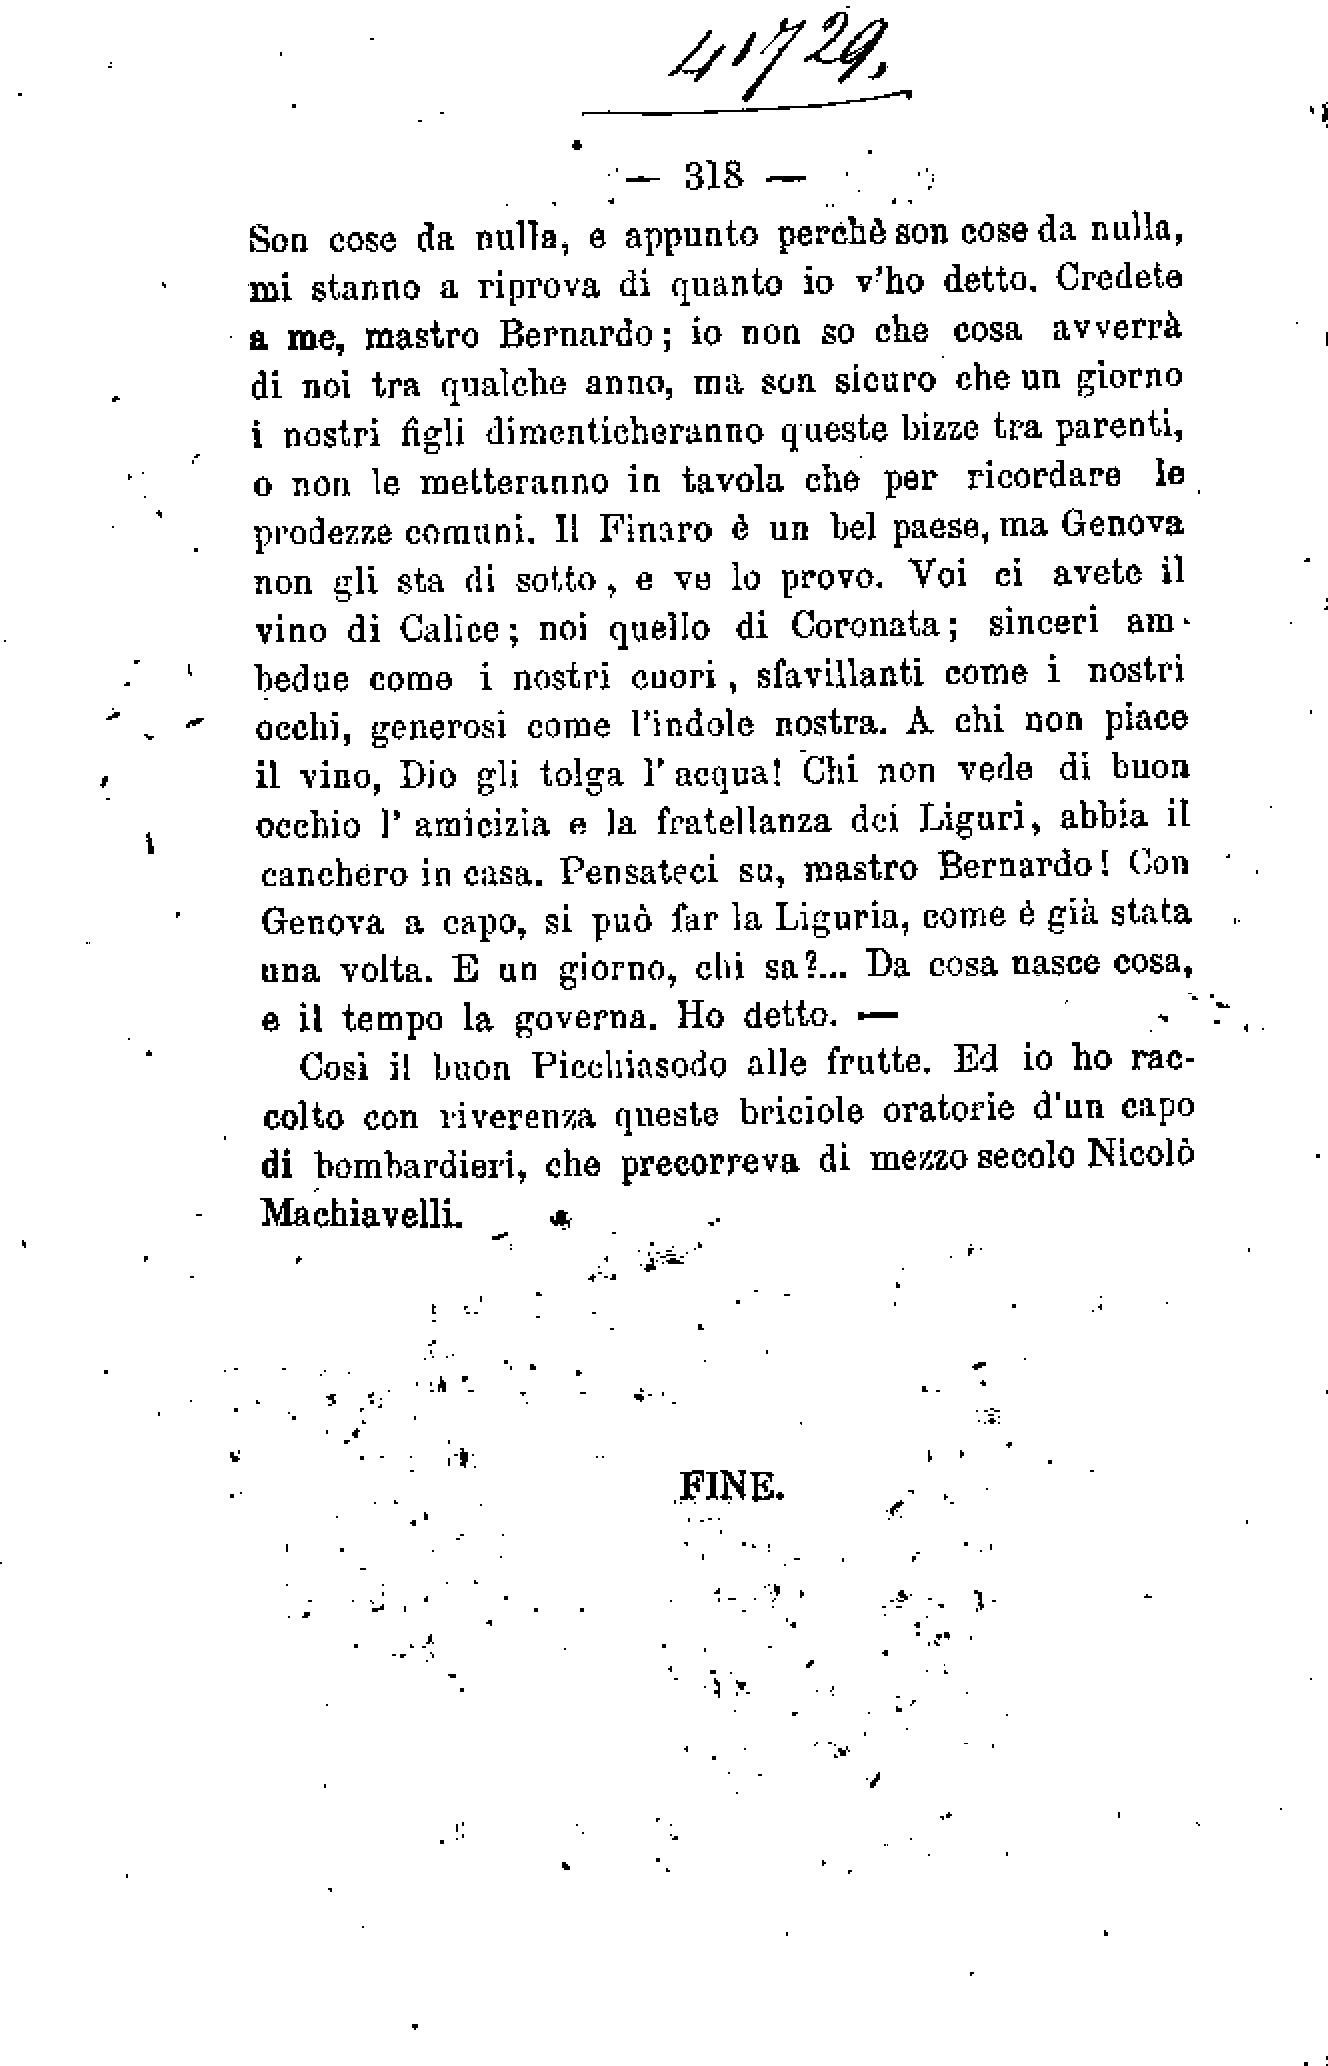 41729.
— 318 —
Son cose da nulla, e appunto perchè son cose da nulla,
mi stanno a riprova di quanto io v'ho detto. Credete
a me, mastro Bernardo; io non so che cosa avverrà
di noi tra qualche anno, ma son sicuro che un giorno
i nostri figli dimenticheranno queste bizze tra parenti,
o non le metteranno in tavola che per ricordare le
prodezze comuni. Il Finaro è un bel paese, ma Genova
non gli sta di sotto, e ve lo provo. Voi ci avete il
vino di Calice; noi quello di Coronata; sinceri am-
bedue come i nostri cuori, sfavillanti come i nostri
occhi, generosi come l'indole nostra. A chi non piace
il vino, Dio gli tolga l'acqua! Chi non vede di buon
occhio l'amicizia e la fratellanza dei Liguri, abbia il
canchero in casa. Pensateci su, mastro Bernardo! Con
Genova a capo, si può far la Liguria, come è già stata
una volta. E un giorno, chi sa?... Da cosa nasce cosa,
e il tempo la governa. Ho detto. —
Così il buon Picchiasodo alle frutte. Ed io ho rac-
colto con riverenza queste briciole oratorie d'un capo
di bombardieri, che precorreva di mezzo secolo Nicolò
Machiavelli.
FINE.